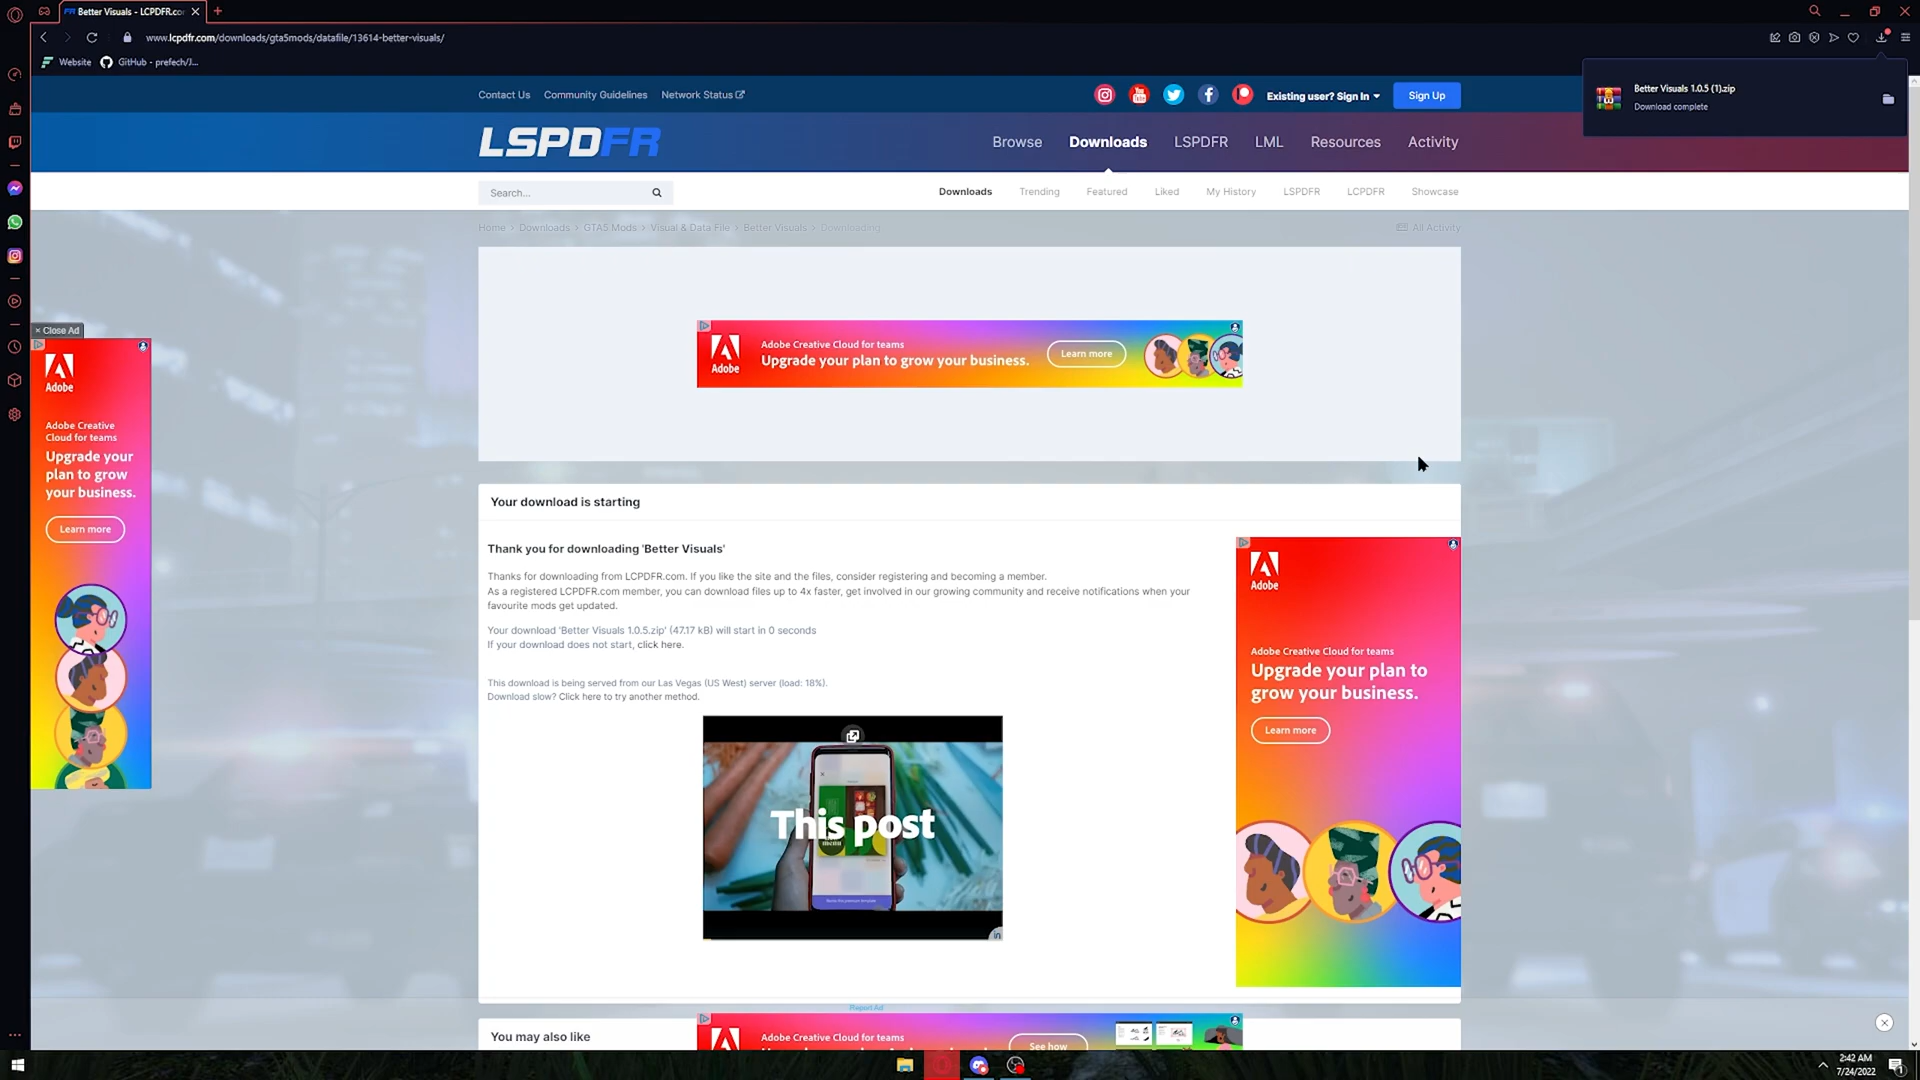 Better Visuals - LCPDFR.co
www.lcpdfr.com/downloads/gta5mods/datafile/13614-better-visuals/
Website
GitHub - prefech/J...
Better Visuals 1.0.5 (1).zip
Download complete
Contact Us
Community Guidelines
Network Status
Existing user? Sign In
Sign Up
LSPDFR
Browse
Downloads
LSPDFR
LML
Resources
Activity
Search...
Downloads
Trending
Featured
Liked
My History
LSPDFR
LCPDFR
Showcase
Home > Downloads > GTA5 Mods > Visual & Data File > Better Visuals > Downloading
All Activity
Adobe
Adobe Creative Cloud for teams
Upgrade your plan to grow your business.
Learn more
× Close Ad
Adobe
Adobe Creative
Cloud for teams
Upgrade your
plan to grow
your business.
Learn more
Your download is starting
Thank you for downloading 'Better Visuals'
Thanks for downloading from LCPDFR.com. If you like the site and the files, consider registering and becoming a member.
As a registered LCPDFR.com member, you can download files up to 4x faster, get involved in our growing community and receive notifications when your
favourite mods get updated.
Your download 'Better Visuals 1.0.5.zip' (47.17 kB) will start in 0 seconds
If your download does not start, click here.
This download is being served from our Las Vegas (US West) server (load: 18%).
Download slow? Click here to try another method.
This post
menu
in
Adobe
Adobe Creative Cloud for teams
Upgrade your plan to
grow your business.
Learn more
Report Ad
You may also like
Adobe Creative Cloud for teams
See how
2:42 AM
7/24/2022